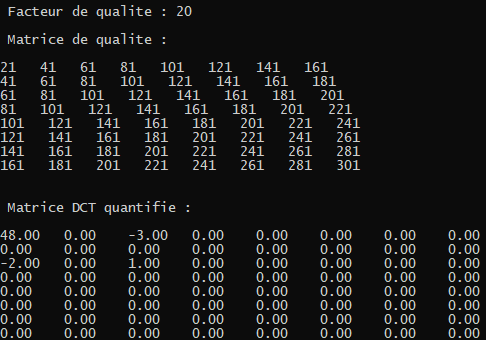 Facteur de qualite : 20
Matrice de qualite :
21 41 61 81 101 121 141 161
41 61 81 101 121 141 161 181
61 81 101 121 141 161 181 201
81 101 121 141 161 181 201 221
101 121 141 161 181 201 221 241
121 141 161 181 201 221 241 261
141 161 181 201 221 241 261 281
161 181 201 221 241 261 281 301
Matrice DCT quantifie :
48.00 0.00 -3.00 0.00 0.00 0.00 0.00 0.00
0.00 0.00 0.00 0.00 0.00 0.00 0.00 0.00
-2.00 0.00 1.00 0.00 0.00 0.00 0.00 0.00
0.00 0.00 0.00 0.00 0.00 0.00 0.00 0.00
0.00 0.00 0.00 0.00 0.00 0.00 0.00 0.00
0.00 0.00 0.00 0.00 0.00 0.00 0.00 0.00
0.00 0.00 0.00 0.00 0.00 0.00 0.00 0.00
0.00 0.00 0.00 0.00 0.00 0.00 0.00 0.00